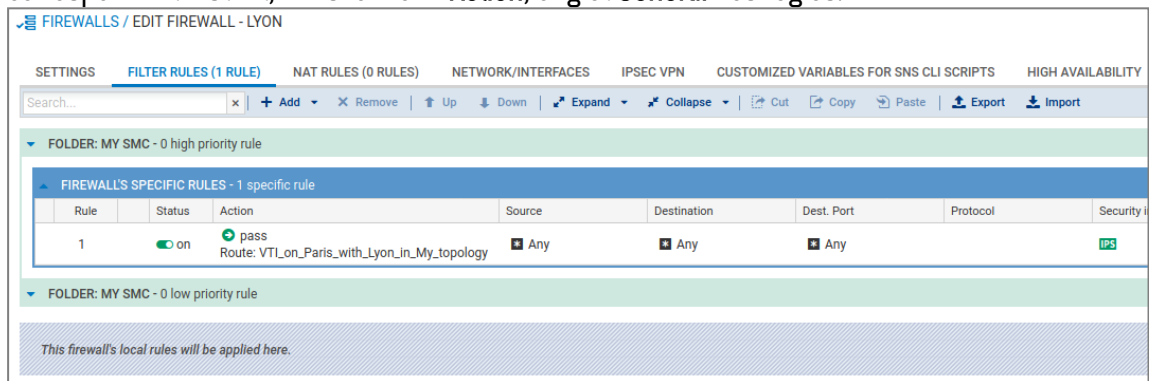 FIREWALLS / EDIT FIREWALL - LYON
SETTINGS FILTER RULES (1 RULE) NAT RULES (0 RULES) NETWORK/INTERFACES IPSEC VPN CUSTOMIZED VARIABLES FOR SNS CLI SCRIPTS HIGH AVAILABILITY
Search... x + Add Remove Up Down Expand Collapse Cut Copy Paste Export Import
FOLDER: MY SMC - 0 high priority rule
FIREWALL'S SPECIFIC RULES - 1 specific rule
Rule Status Action Source Destination Dest. Port Protocol Security i
1 on pass Any Any Any IPS
Route: VTI_on_Paris_with_Lyon_in_My_topology
FOLDER: MY SMC - 0 low priority rule
This firewall's local rules will be applied here.